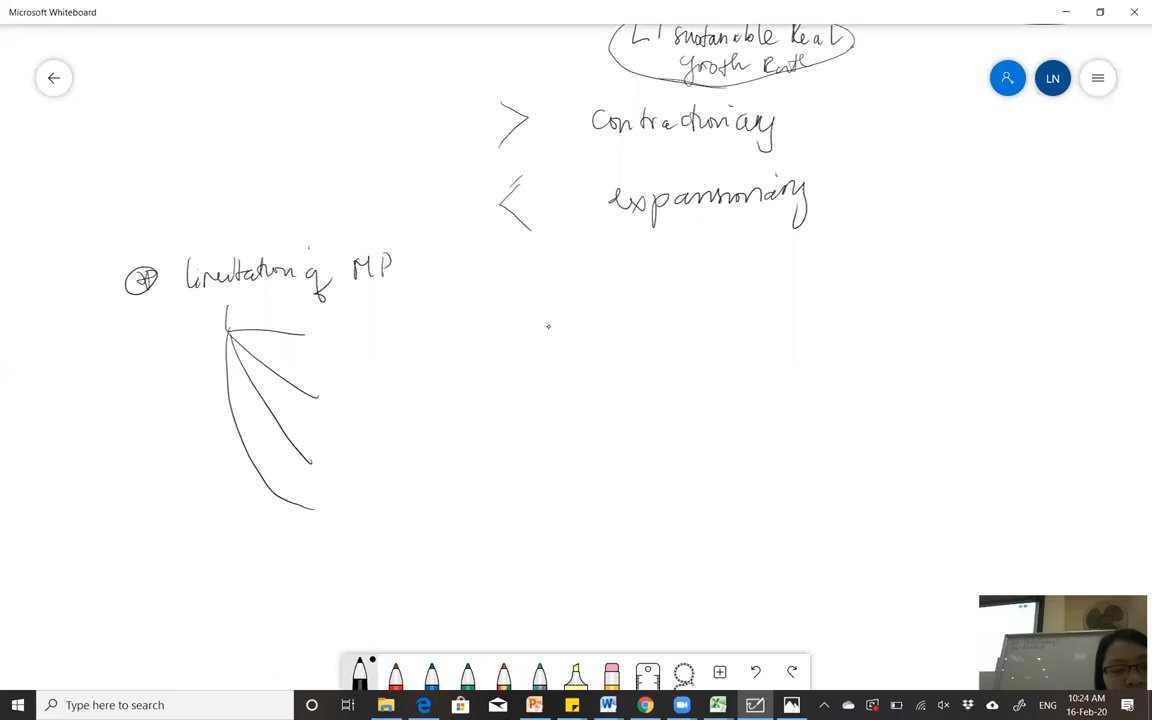 Microsoft Whiteboard
LT sustanable Real
Growth Rate
LN
> contractionary
< expansionary
limitation of MP
Type here to search
ENG
10:24 AM
16-Feb-20